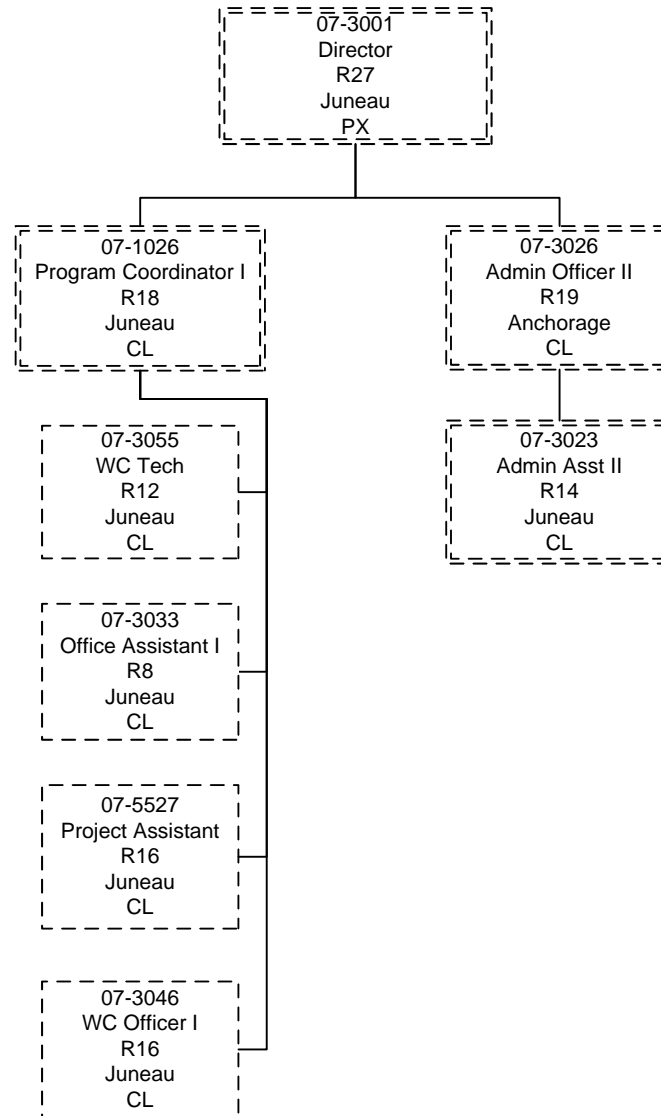 07-3001
Director
R27
Juneau
PX
07-1026
Program Coordinator I
R18
Juneau
CL
07-3026
Admin Officer II
R19
Anchorage
CL
07-3055
WC Tech
R12
Juneau
CL
07-3023
Admin Asst II
R14
Juneau
CL
07-3033
Office Assistant I
R8
Juneau
CL
07-5527
Project Assistant
R16
Juneau
CL
07-3046
WC Officer I
R16
Juneau
CL